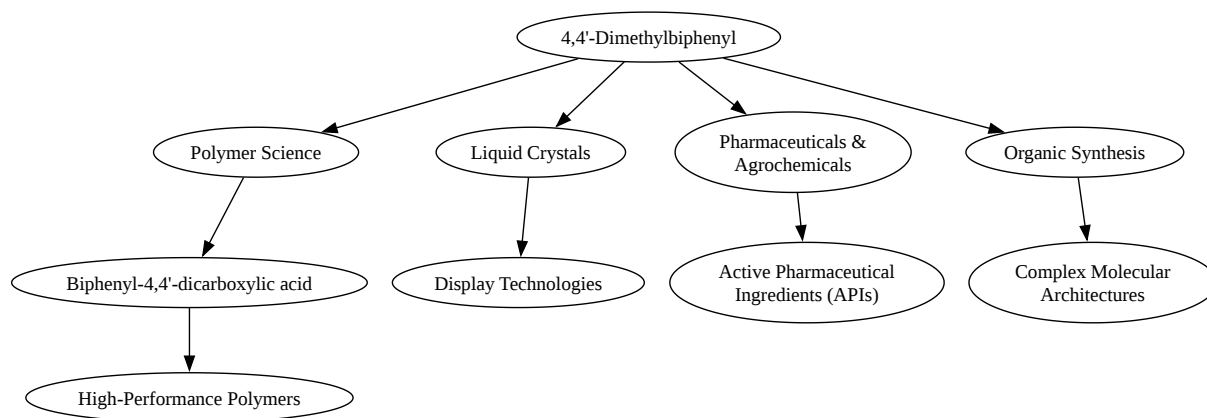 4,4'-Dimethylbiphenyl
Polymer Science
Liquid Crystals
Pharmaceuticals &
Agrochemicals
Organic Synthesis
Biphenyl-4,4'-dicarboxylic acid
Display Technologies
Active Pharmaceutical
Ingredients (APIs)
Complex Molecular
Architectures
High-Performance Polymers